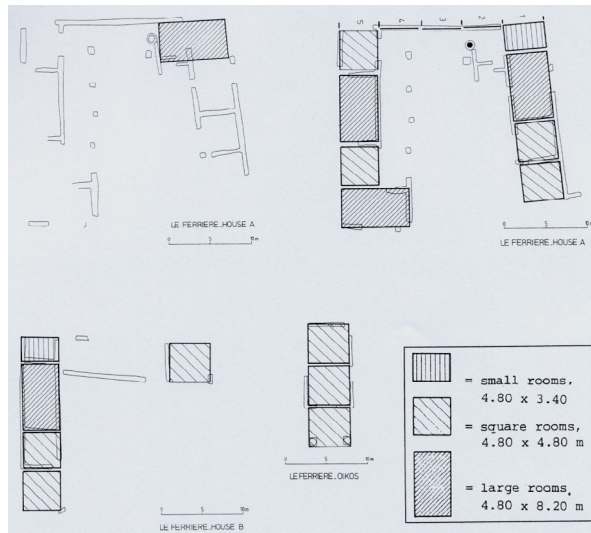 5 4 3 2 1
LE FERRIERE, HOUSE A
0 5 10m
LE FERRIERE, HOUSE A
0 5 10m
= small rooms,
4.80 x 3.40
= square rooms,
4.80 x 4.80 m
= large rooms,
4.80 x 8.20 m
0 5 10m
LE FERRIERE, OIKOS
0 5 10m
LE FERRIERE, HOUSE B